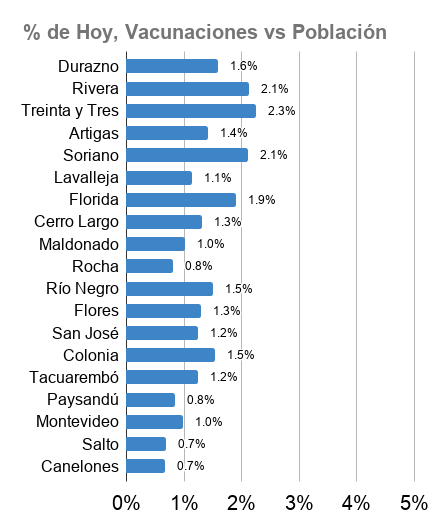 % de Hoy, Vacunaciones vs Población
Durazno 1.6%
Rivera 2.1%
Treinta y Tres 2.3%
Artigas 1.4%
Soriano 2.1%
Lavalleja 1.1%
Florida 1.9%
Cerro Largo 1.3%
Maldonado 1.0%
Rocha 0.8%
Río Negro 1.5%
Flores 1.3%
San José 1.2%
Colonia 1.5%
Tacuarembó 1.2%
Paysandú 0.8%
Montevideo 1.0%
Salto 0.7%
Canelones 0.7%
0% 1% 2% 3% 4% 5%